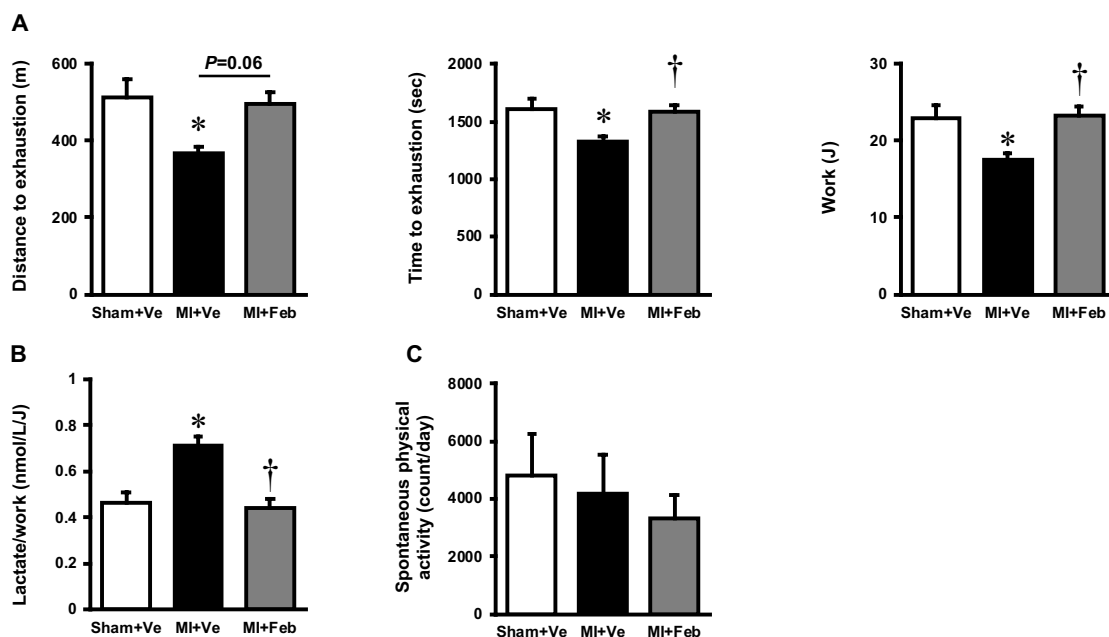 A
Distance to exhaustion (m)
600
400
200
0
P=0.06
*
Sham+Ve MI+Ve MI+Feb
Time to exhaustion (sec)
2000
1500
1000
500
0
*
†
Sham+Ve MI+Ve MI+Feb
Work (J)
30
20
10
0
*
†
Sham+Ve MI+Ve MI+Feb
B
Lactate/work (nmol/L/J)
1
0.8
0.6
0.4
0.2
0
*
†
Sham+Ve MI+Ve MI+Feb
C
Spontaneous physical
activity (count/day)
8000
6000
4000
2000
0
Sham+Ve MI+Ve MI+Feb